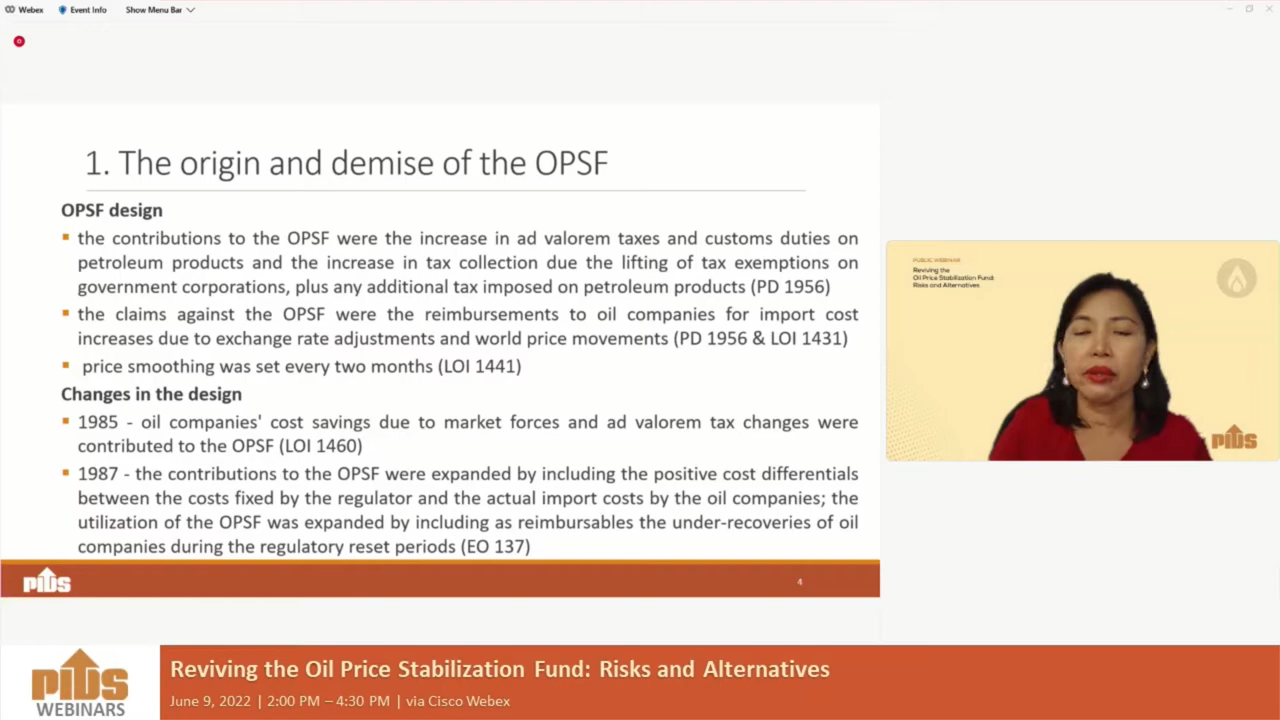 Webex
Event Info
Show Menu Bar
1. The origin and demise of the OPSF
OPSF design
the contributions to the OPSF were the increase in ad valorem taxes and customs duties on
petroleum products and the increase in tax collection due the lifting of tax exemptions on
government corporations, plus any additional tax imposed on petroleum products (PD 1956)
the claims against the OPSF were the reimbursements to oil companies for import cost
increases due to exchange rate adjustments and world price movements (PD 1956 & LOI 1431)
price smoothing was set every two months (LOI 1441)
Changes in the design
1985 - oil companies' cost savings due to market forces and ad valorem tax changes were
contributed to the OPSF (LOI 1460)
1987 - the contributions to the OPSF were expanded by including the positive cost differentials
between the costs fixed by the regulator and the actual import costs by the oil companies; the
utilization of the OPSF was expanded by including as reimbursables the under-recoveries of oil
companies during the regulatory reset periods (EO 137)
PIDS
4
PUBLIC WEBINAR
Reviving the
Oil Price Stabilization Fund:
Risks and Alternatives
PIDS
PIDS
WEBINARS
Reviving the Oil Price Stabilization Fund: Risks and Alternatives
June 9, 2022 | 2:00 PM – 4:30 PM | via Cisco Webex